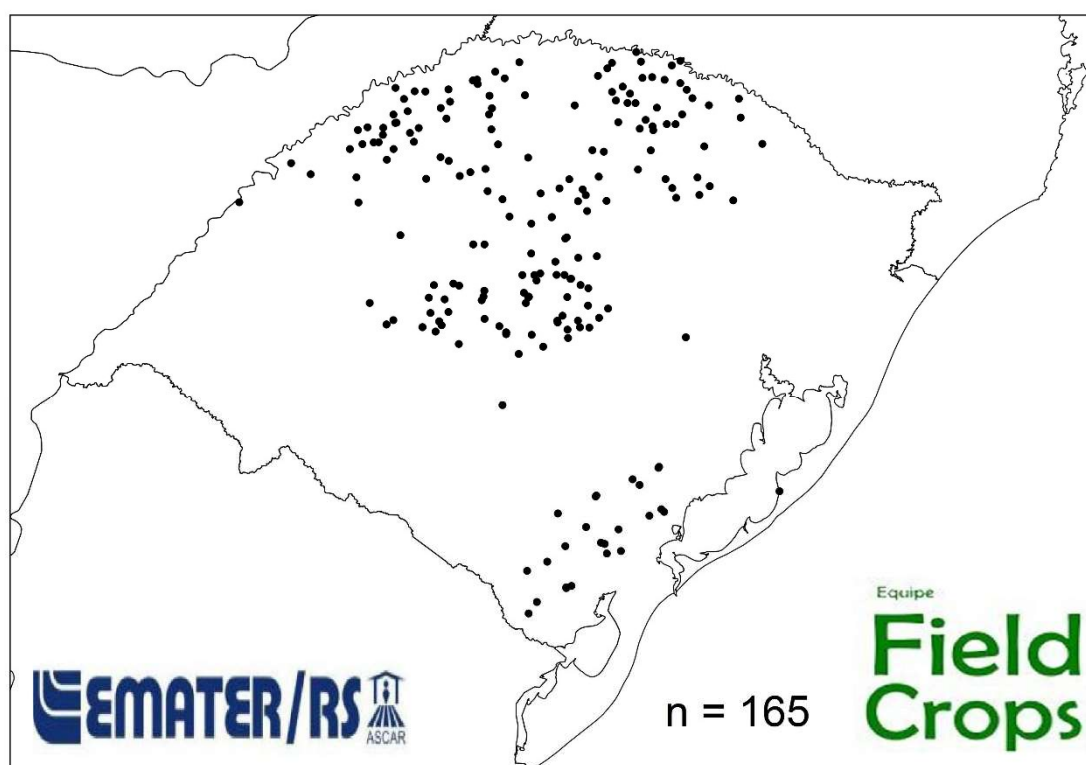 EMATER/RS
ASCAR
n = 165
Equipe
Field
Crops